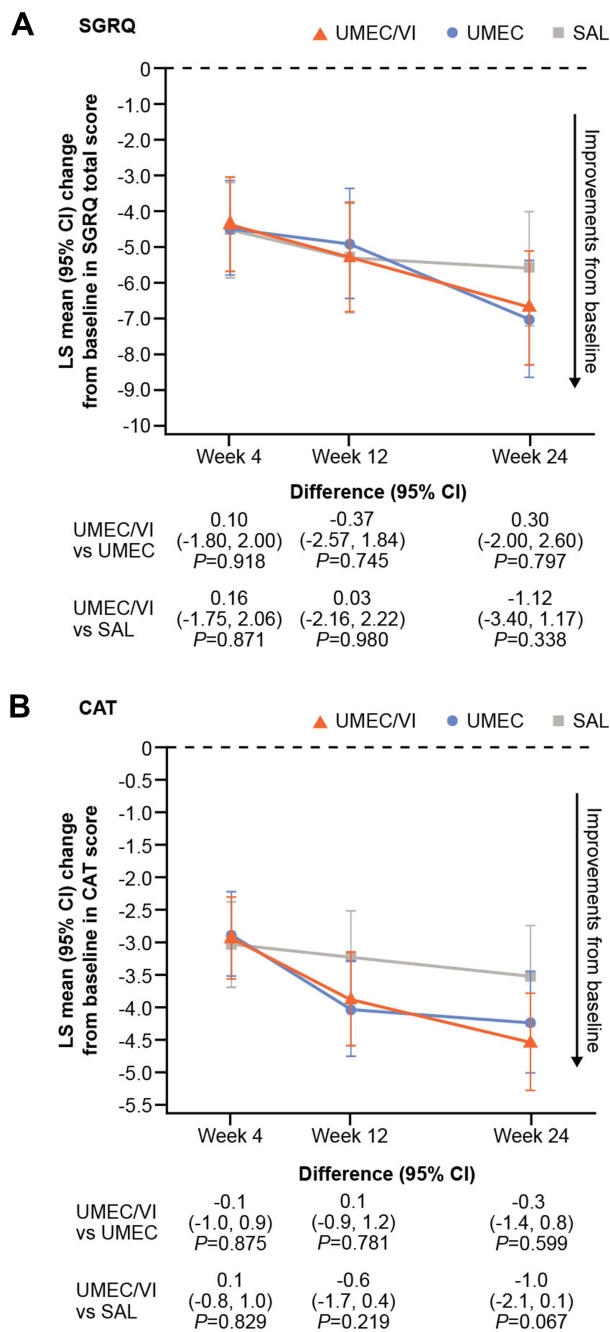 A SGRQ
UMEC/VI UMEC SAL
LS mean (95% CI) change
from baseline in SGRQ total score
0
-1.0
-2.0
-3.0
-4.0
-5.0
-6.0
-7.0
-8.0
-9.0
-10
Improvements from baseline
Week 4 Week 12 Week 24
Difference (95% CI)
UMEC/VI
vs UMEC
0.10
(-1.80, 2.00)
P=0.918
-0.37
(-2.57, 1.84)
P=0.745
0.30
(-2.00, 2.60)
P=0.797
UMEC/VI
vs SAL
0.16
(-1.75, 2.06)
P=0.871
0.03
(-2.16, 2.22)
P=0.980
-1.12
(-3.40, 1.17)
P=0.338
B CAT
UMEC/VI UMEC SAL
LS mean (95% CI) change
from baseline in CAT score
0
-0.5
-1.0
-1.5
-2.0
-2.5
-3.0
-3.5
-4.0
-4.5
-5.0
-5.5
Improvements from baseline
Week 4 Week 12 Week 24
Difference (95% CI)
UMEC/VI
vs UMEC
-0.1
(-1.0, 0.9)
P=0.875
0.1
(-0.9, 1.2)
P=0.781
-0.3
(-1.4, 0.8)
P=0.599
UMEC/VI
vs SAL
0.1
(-0.8, 1.0)
P=0.829
-0.6
(-1.7, 0.4)
P=0.219
-1.0
(-2.1, 0.1)
P=0.067